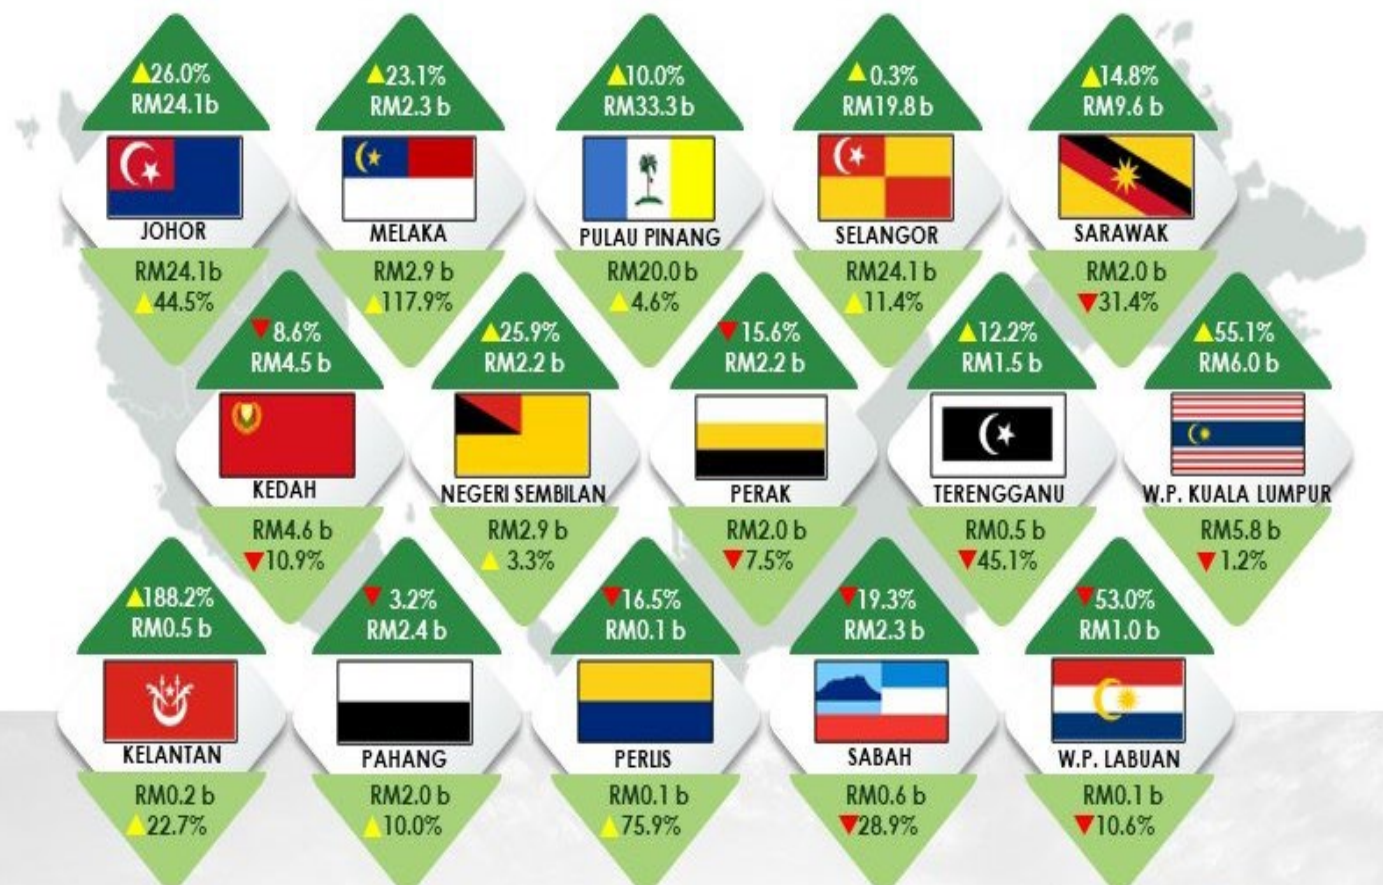 ▲26.0%
RM24.1b
JOHOR
RM24.1b
▲44.5%
▲23.1%
RM2.3 b
MELAKA
RM2.9 b
▲117.9%
▲10.0%
RM33.3 b
PULAU PINANG
RM20.0 b
▲4.6%
▲0.3%
RM19.8 b
SELANGOR
RM24.1 b
▲11.4%
▲14.8%
RM9.6 b
SARAWAK
RM2.0 b
▼31.4%
▼8.6%
RM4.5 b
KEDAH
RM4.6 b
▼10.9%
▲25.9%
RM2.2 b
NEGERI SEMBILAN
RM2.9 b
▲ 3.3%
▼15.6%
RM2.2 b
PERAK
RM2.0 b
▼7.5%
▲12.2%
RM1.5 b
TERENGGANU
RM0.5 b
▼45.1%
▲55.1%
RM6.0 b
W.P. KUALA LUMPUR
RM5.8 b
▼ 1.2%
▲188.2%
RM0.5 b
KELANTAN
RM0.2 b
▲22.7%
▼ 3.2%
RM2.4 b
PAHANG
RM2.0 b
▲10.0%
▼16.5%
RM0.1 b
PERLIS
RM0.1 b
▲75.9%
▼19.3%
RM2.3 b
SABAH
RM0.6 b
▼28.9%
▼53.0%
RM1.0 b
W.P. LABUAN
RM0.1 b
▼10.6%